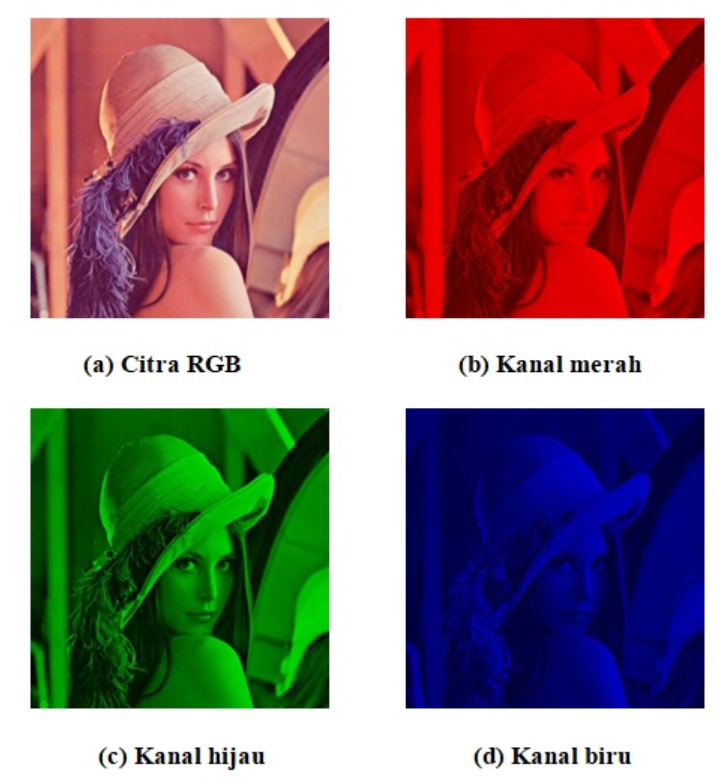 (a) Citra RGB
(b) Kanal merah
(c) Kanal hijau
(d) Kanal biru